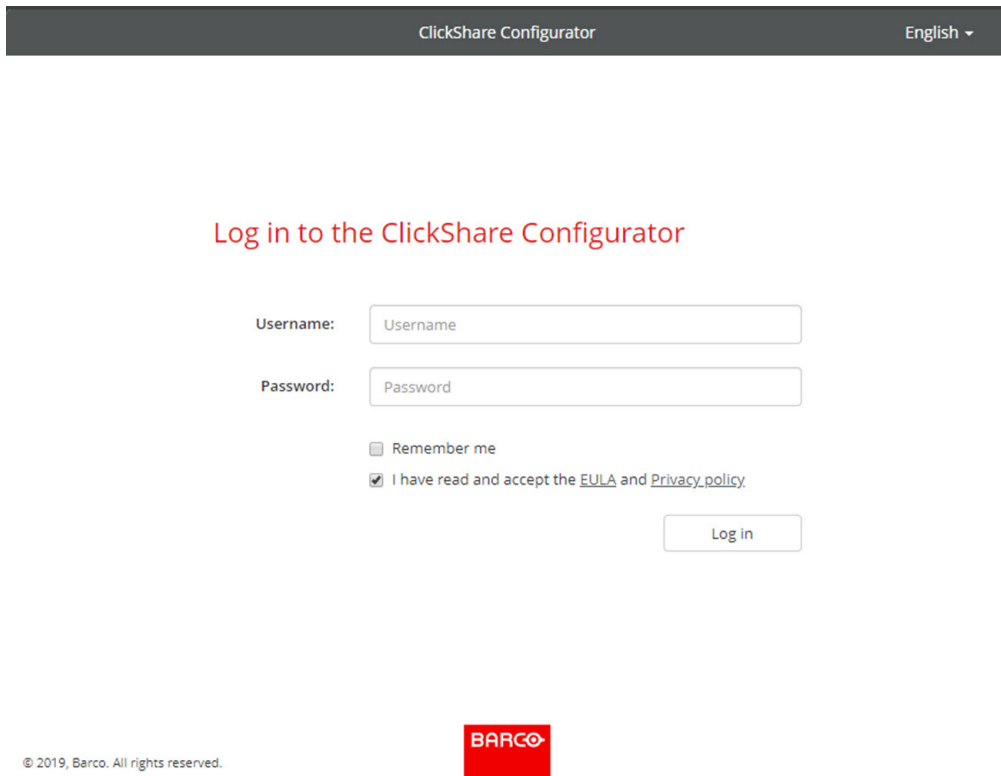 ClickShare Configurator
English
Log in to the ClickShare Configurator
Username:
Username
Password:
Password
Remember me
I have read and accept the EULA and Privacy policy
Log in
BARCO
© 2019, Barco. All rights reserved.